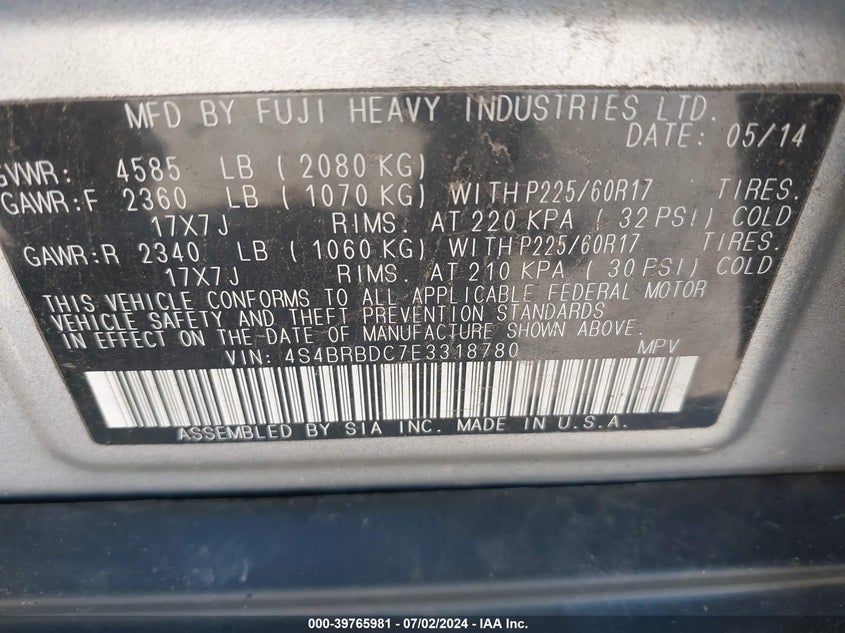 MFD BY FUJI HEAVY INDUSTRIES LTD.
DATE: 05/14
GVWR: 4585 LB (2080 KG)
GAWR:F 2360 LB (1070 KG) WITH P225/60R17 TIRES.
17X7J RIMS. AT 220 KPA (32 PSI) COLD
GAWR:R 2340 LB (1060 KG) WITH P225/60R17 TIRES.
17X7J RIMS. AT 210 KPA (30 PSI) COLD
THIS VEHICLE CONFORMS TO ALL APPLICABLE FEDERAL MOTOR
VEHICLE SAFETY AND THEFT PREVENTION STANDARDS
IN EFFECT ON THE DATE OF MANUFACTURE SHOWN ABOVE.
VIN: 4S4BRBDC7E3318780 MPV
ASSEMBLED BY SIA INC. MADE IN U.S.A.
000-39765981 - 07/02/2024 - IAA Inc.